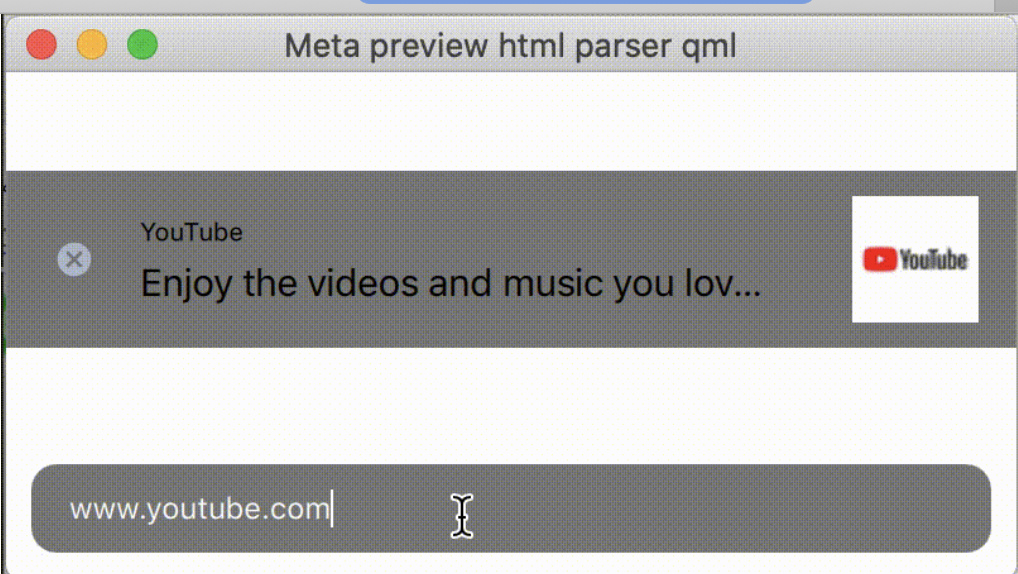 Meta preview html parser qml
YouTube
Enjoy the videos and music you lov...
YouTube
www.youtube.com